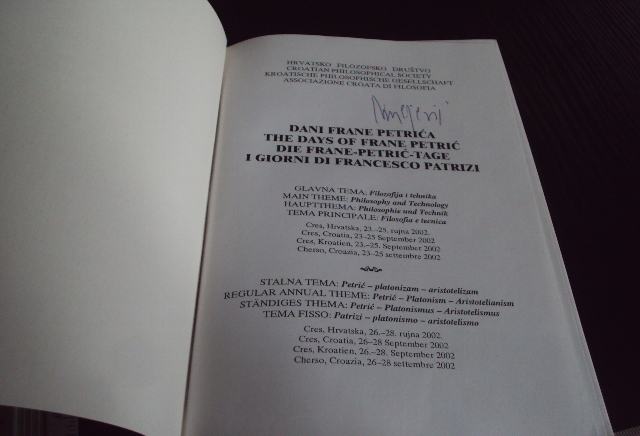 HRVATSKO FILOZOFSKO DRUŠTVO
CROATIAN PHILOSOPHICAL SOCIETY
KROATISCHE PHILOSOPHISCHE GESELLSCHAFT
ASSOCIAZIONE CROATA DI FILOSOFIA
DANI FRANE PETRIĆA
THE DAYS OF FRANE PETRIĆ
DIE FRANE-PETRIĆ-TAGE
I GIORNI DI FRANCESCO PATRIZI
GLAVNA TEMA: Filozofija i tehnika
MAIN THEME: Philosophy and Technology
HAUPTTHEMA: Philosophie und Technik
TEMA PRINCIPALE: Filosofia e tecnica
Cres, Hrvatska, 23.–25. rujna 2002.
Cres, Croatia, 23–25 September 2002
Cres, Kroatien, 23.–25. September 2002
Cherso, Croazia, 23–25 settembre 2002
STALNA TEMA: Petrić – platonizam – aristotelizam
REGULAR ANNUAL THEME: Petrić – Platonism – Aristotelianism
STÄNDIGES THEMA: Petrić – Platonismus – Aristotelismus
TEMA FISSO: Patrizi – platonismo – aristotelismo
Cres, Hrvatska, 26.–28. rujna 2002.
Cres, Croatia, 26–28 September 2002
Cres, Kroatien, 26.–28. September 2002
Cherso, Croazia, 26–28 settembre 2002